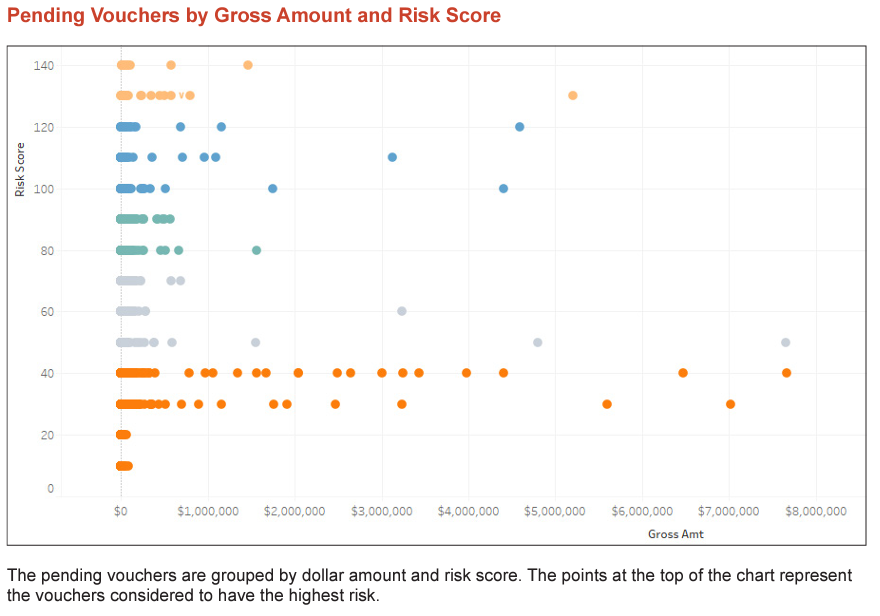 Pending Vouchers by Gross Amount and Risk Score
140
120
100
80
60
40
20
0
Risk Score
$0 $1,000,000 $2,000,000 $3,000,000 $4,000,000 $5,000,000 $6,000,000 $7,000,000 $8,000,000
Gross Amt
The pending vouchers are grouped by dollar amount and risk score. The points at the top of the chart represent
the vouchers considered to have the highest risk.